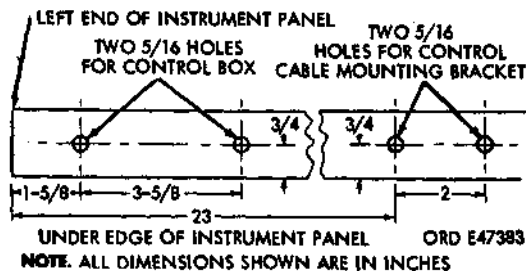 LEFT END OF INSTRUMENT PANEL
TWO 5/16 HOLES
FOR CONTROL BOX
TWO 5/16
HOLES FOR CONTROL
CABLE MOUNTING BRACKET
3/4
3/4
1-5/8
3-5/8
2
23
UNDER EDGE OF INSTRUMENT PANEL
ORD E47383
NOTE. ALL DIMENSIONS SHOWN ARE IN INCHES